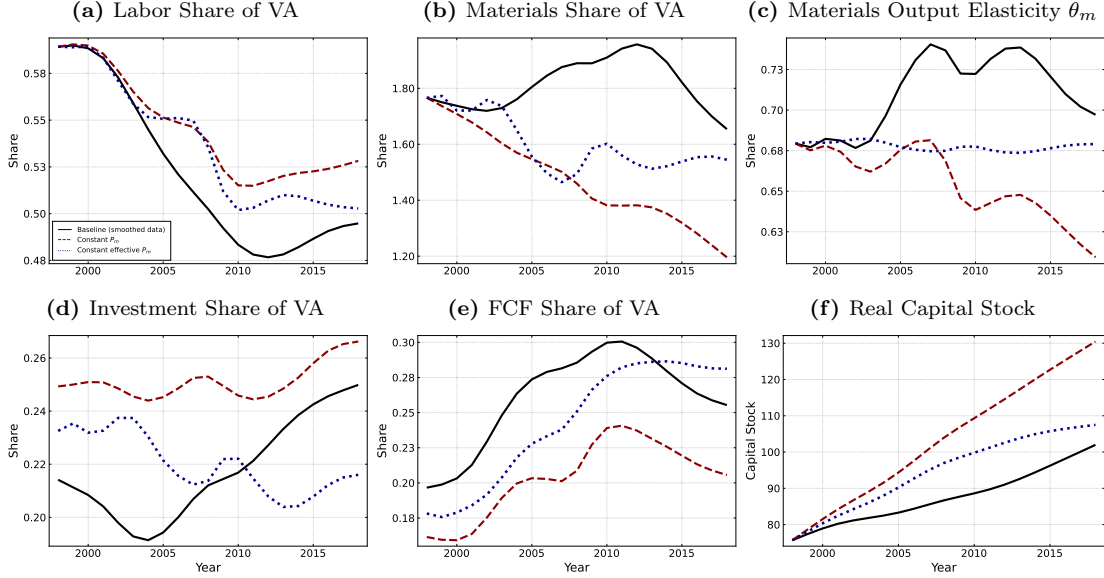 (a) Labor Share of VA
(b) Materials Share of VA
(c) Materials Output Elasticity θm
Share
0.58
0.55
0.53
0.50
0.48
Baseline (smoothed data)
Constant Pm
Constant effective Pm
2000 2005 2010 2015
Share
1.80
1.60
1.40
1.20
2000 2005 2010 2015
Share
0.73
0.70
0.68
0.65
0.63
2000 2005 2010 2015
(d) Investment Share of VA
(e) FCF Share of VA
(f) Real Capital Stock
Share
0.26
0.24
0.22
0.20
2000 2005 2010 2015
Year
Share
0.30
0.28
0.25
0.23
0.20
0.18
2000 2005 2010 2015
Year
Capital Stock
130
120
110
100
90
80
2000 2005 2010 2015
Year